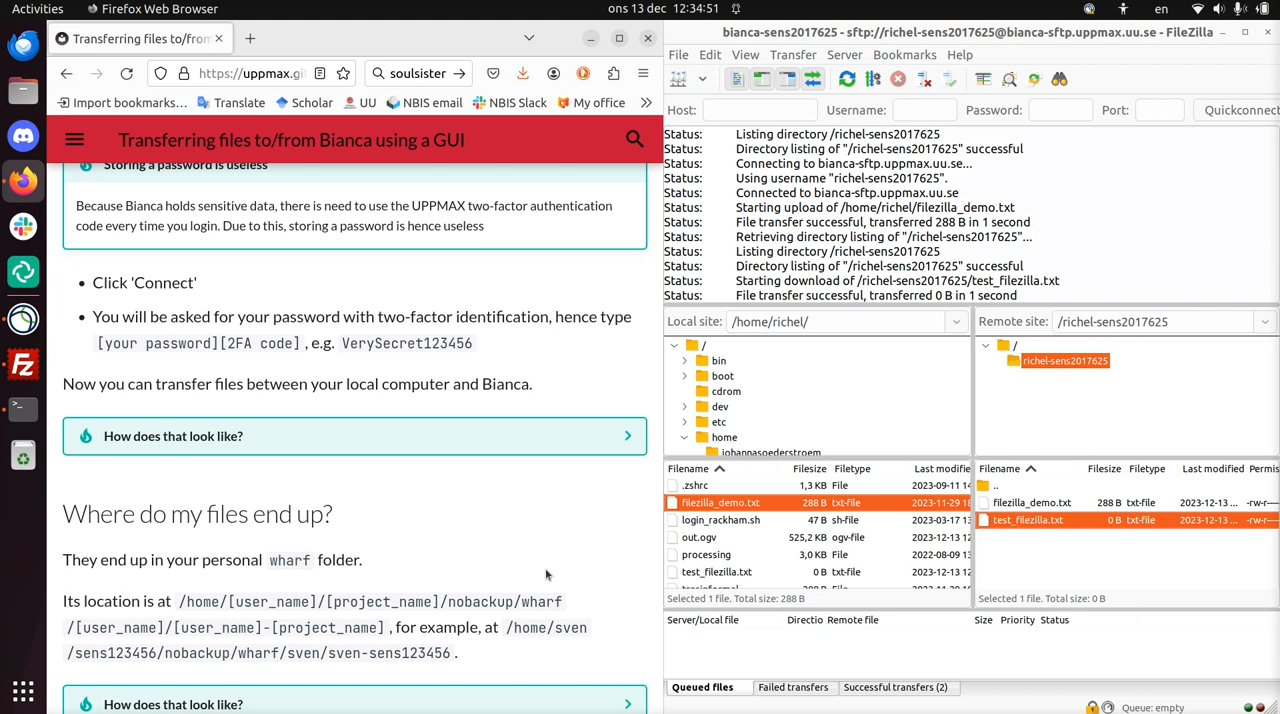 Activities Firefox Web Browser ons 13 dec 12:34:51 en
Transferring files to/from
https://uppmax.gi soulsister
Import bookmarks... Translate Scholar UU NBIS email NBIS Slack My office
Transferring files to/from Bianca using a GUI
Storing a password is useless
Because Bianca holds sensitive data, there is need to use the UPPMAX two-factor authentication
code every time you login. Due to this, storing a password is hence useless
• Click 'Connect'
• You will be asked for your password with two-factor identification, hence type
[your password][2FA code], e.g. VerySecret123456
Now you can transfer files between your local computer and Bianca.
How does that look like?
Where do my files end up?
They end up in your personal wharf folder.
Its location is at /home/[user_name]/[project_name]/nobackup/wharf
/[user_name]/[user_name]-[project_name], for example, at /home/sven
/sens123456/nobackup/wharf/sven/sven-sens123456.
How does that look like?
bianca-sens2017625 - sftp://richel-sens2017625@bianca-sftp.uppmax.uu.se - FileZilla
File Edit View Transfer Server Bookmarks Help
Host: Username: Password: Port: Quickconnect
Status: Listing directory /richel-sens2017625
Status: Directory listing of "/richel-sens2017625" successful
Status: Connecting to bianca-sftp.uppmax.uu.se...
Status: Using username "richel-sens2017625".
Status: Connected to bianca-sftp.uppmax.uu.se
Status: Starting upload of /home/richel/filezilla_demo.txt
Status: File transfer successful, transferred 288 B in 1 second
Status: Retrieving directory listing of "/richel-sens2017625"...
Status: Listing directory /richel-sens2017625
Status: Directory listing of "/richel-sens2017625" successful
Status: Starting download of /richel-sens2017625/test_filezilla.txt
Status: File transfer successful, transferred 0 B in 1 second
Local site: /home/richel/
/
bin
boot
cdrom
dev
etc
home
johannasoederstroem
Remote site: /richel-sens2017625
/
richel-sens2017625
Filename Filesize Filetype Last modifie
.zshrc 1,3 KB File 2023-09-11 14
filezilla_demo.txt 288 B txt-file 2023-11-29 18
login_rackham.sh 47 B sh-file 2023-03-17 13
out.ogv 525,2 KB ogv-file 2023-12-13 12
processing 3,0 KB File 2022-08-09 13
test_filezilla.txt 0 B txt-file 2023-12-13 12
Selected 1 file. Total size: 288 B
Filename Filesize Filetype Last modified Permis
..
filezilla_demo.txt 288 B txt-file 2023-12-13 ... -rw-r--
test_filezilla.txt 0 B txt-file 2023-12-13 ... -rw-r--
Selected 1 file. Total size: 0 B
Server/Local file Directio Remote file Size Priority Status
Queued files Failed transfers Successful transfers (2)
Queue: empty